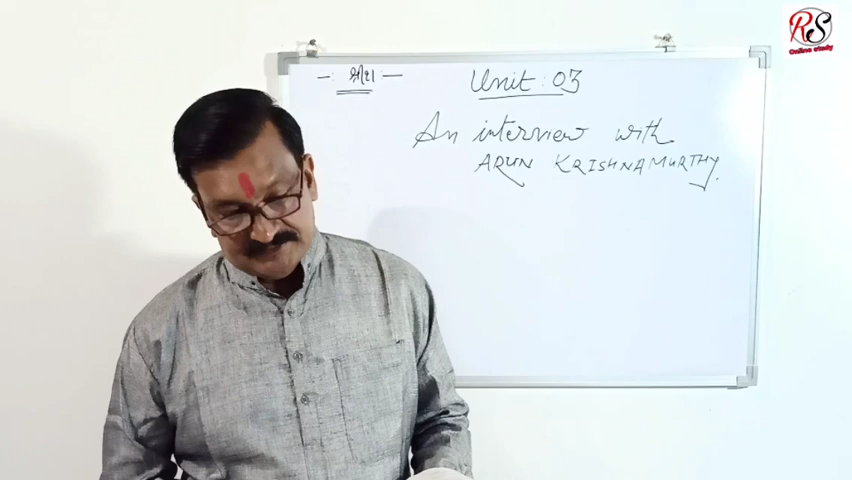 -: श्रीः :-
Unit : 03
An interview with
ARUN KRISHNAMURTHY.
RS
Online study